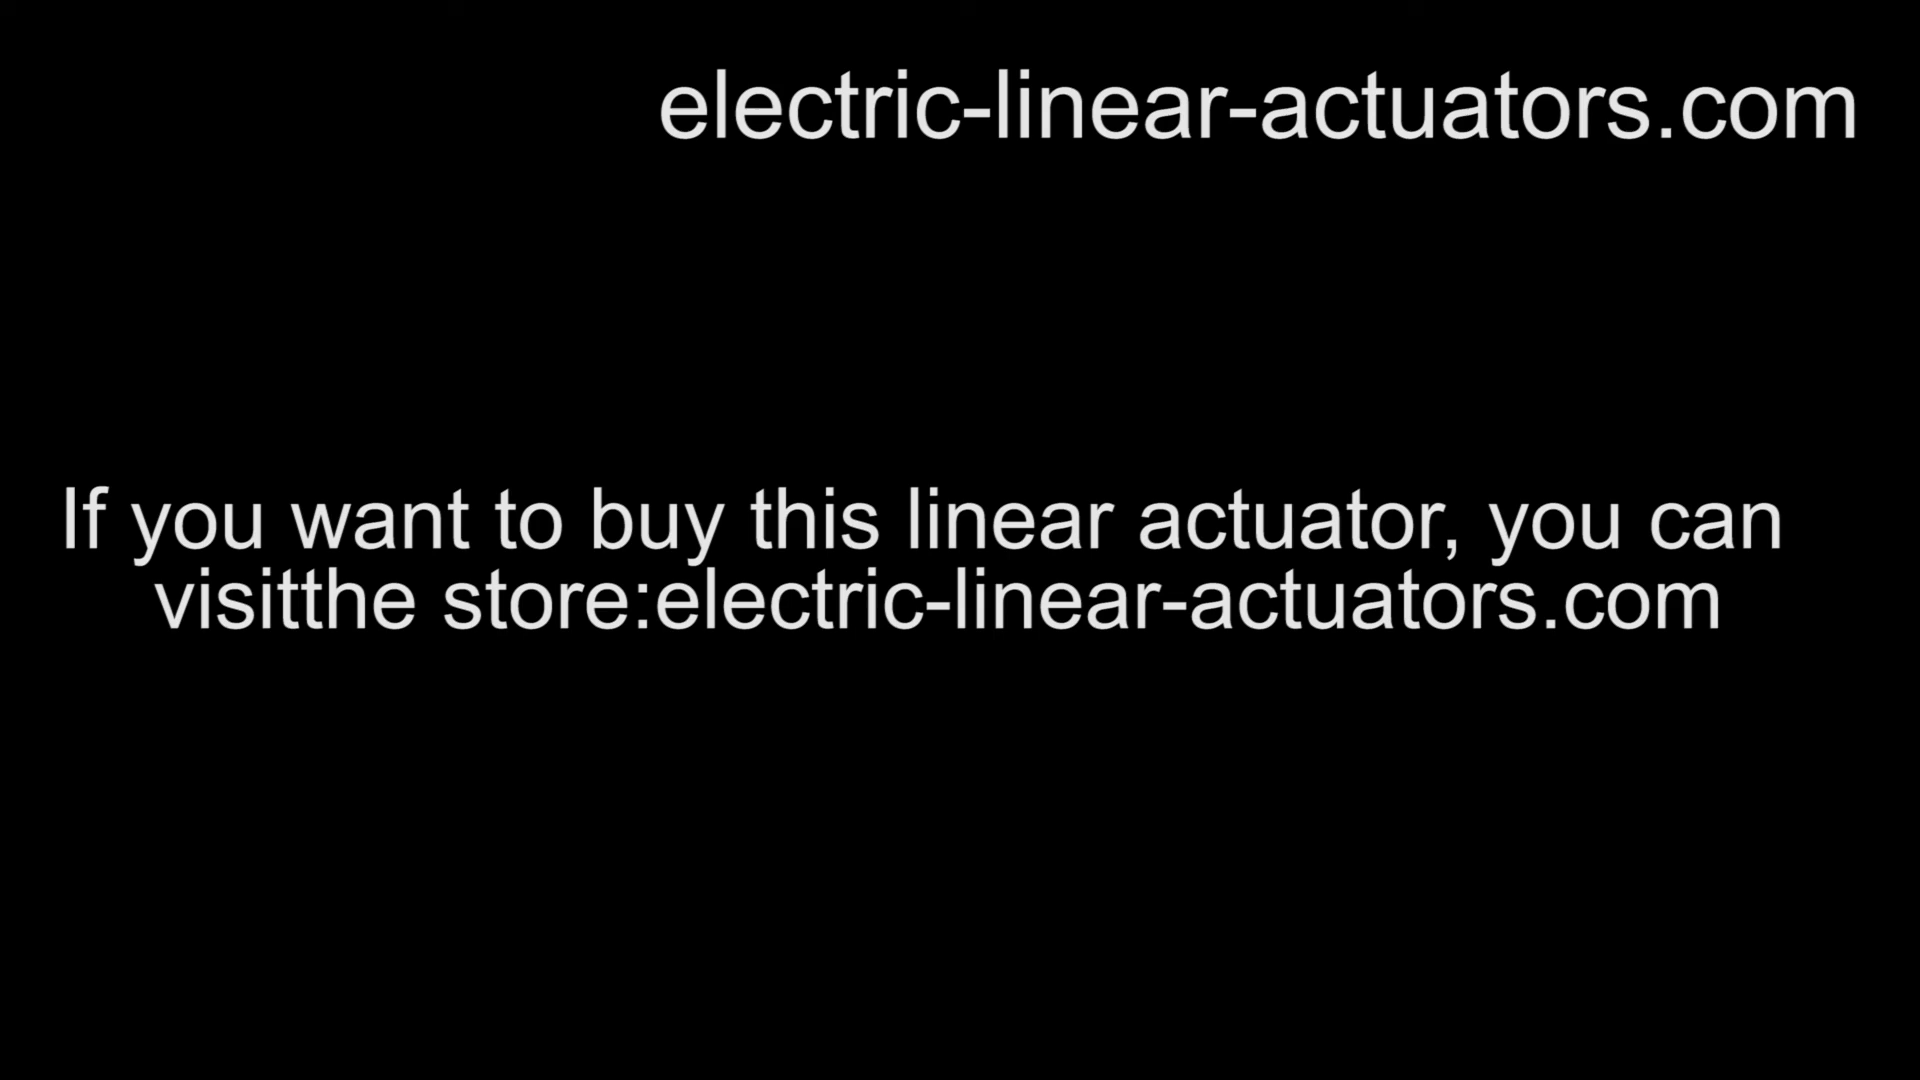 electric-linear-actuators.com
If you want to buy this linear actuator, you can
visitthe store:electric-linear-actuators.com